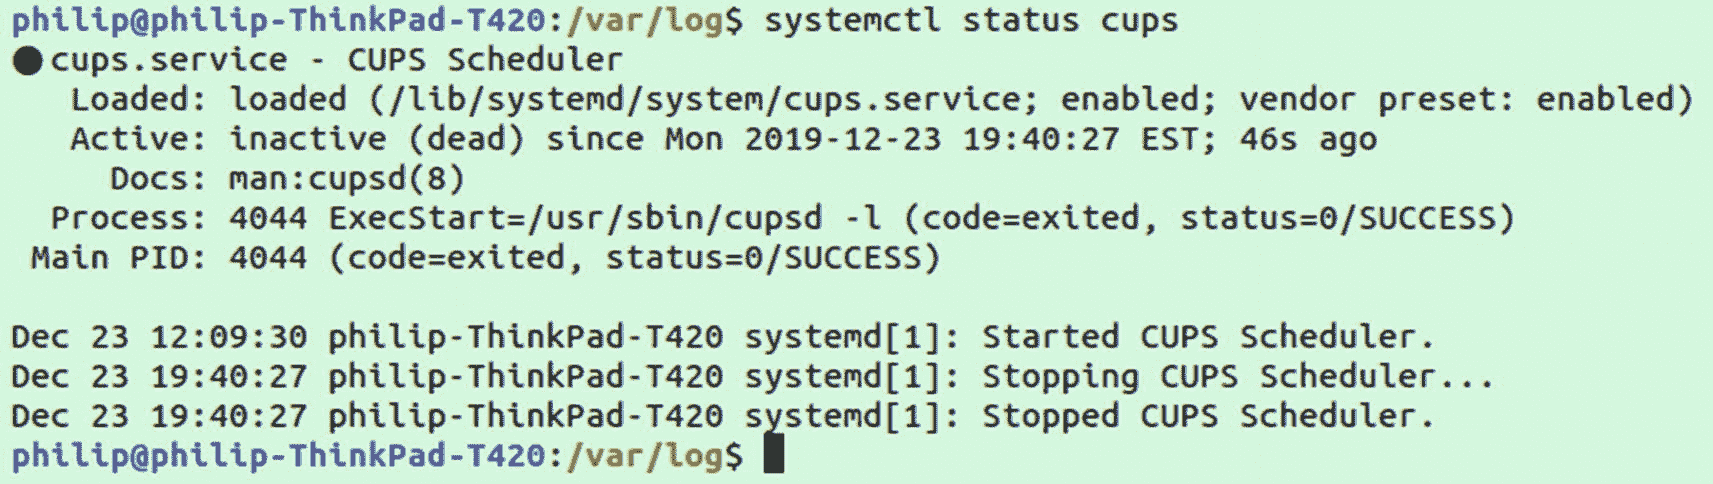 philip@philip-ThinkPad-T420:/var/log$ systemctl status cups
● cups.service - CUPS Scheduler
Loaded: loaded (/lib/systemd/system/cups.service; enabled; vendor preset: enabled)
Active: inactive (dead) since Mon 2019-12-23 19:40:27 EST; 46s ago
Docs: man:cupsd(8)
Process: 4044 ExecStart=/usr/sbin/cupsd -l (code=exited, status=0/SUCCESS)
Main PID: 4044 (code=exited, status=0/SUCCESS)
Dec 23 12:09:30 philip-ThinkPad-T420 systemd[1]: Started CUPS Scheduler.
Dec 23 19:40:27 philip-ThinkPad-T420 systemd[1]: Stopping CUPS Scheduler...
Dec 23 19:40:27 philip-ThinkPad-T420 systemd[1]: Stopped CUPS Scheduler.
philip@philip-ThinkPad-T420:/var/log$